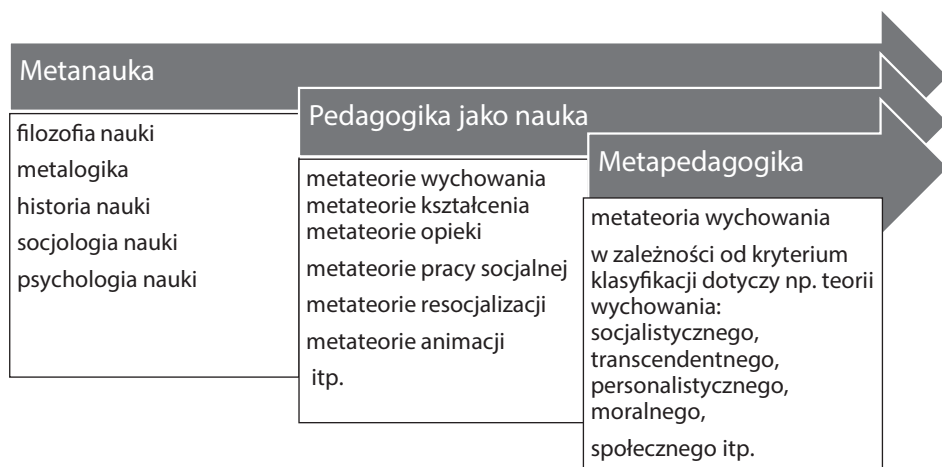 Metanauka
filozofia nauki
metalogika
historia nauki
socjologia nauki
psychologia nauki
Pedagogika jako nauka
metateorie wychowania
metateorie kształcenia
metateorie opieki
metateorie pracy socjalnej
metateorie resocjalizacji
metateorie animacji
itp.
Metapedagogika
metateoria wychowania
w zależności od kryterium
klasyfikacji dotyczy np. teorii
wychowania:
socjalistycznego,
transcendentnego,
personalistycznego,
moralnego,
społecznego itp.